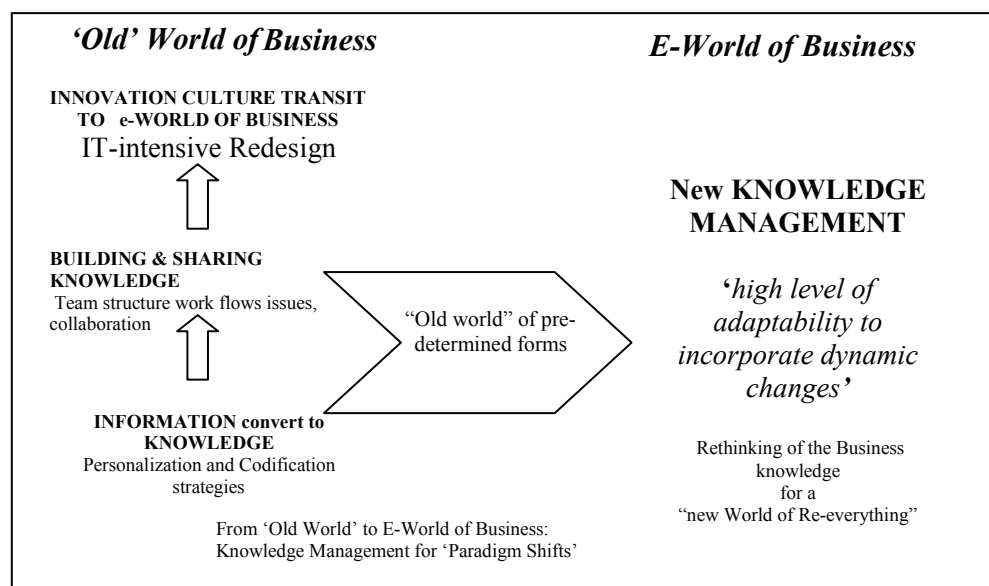 ‘Old’ World of Business
E-World of Business
INNOVATION CULTURE TRANSIT
TO e-WORLD OF BUSINESS
IT-intensive Redesign
BUILDING & SHARING
KNOWLEDGE
Team structure work flows issues,
collaboration
INFORMATION convert to
KNOWLEDGE
Personalization and Codification
strategies
“Old world” of pre-
determined forms
New KNOWLEDGE
MANAGEMENT
‘high level of
adaptability to
incorporate dynamic
changes’
Rethinking of the Business
knowledge
for a
“new World of Re-everything”
From ‘Old World’ to E-World of Business:
Knowledge Management for ‘Paradigm Shifts’